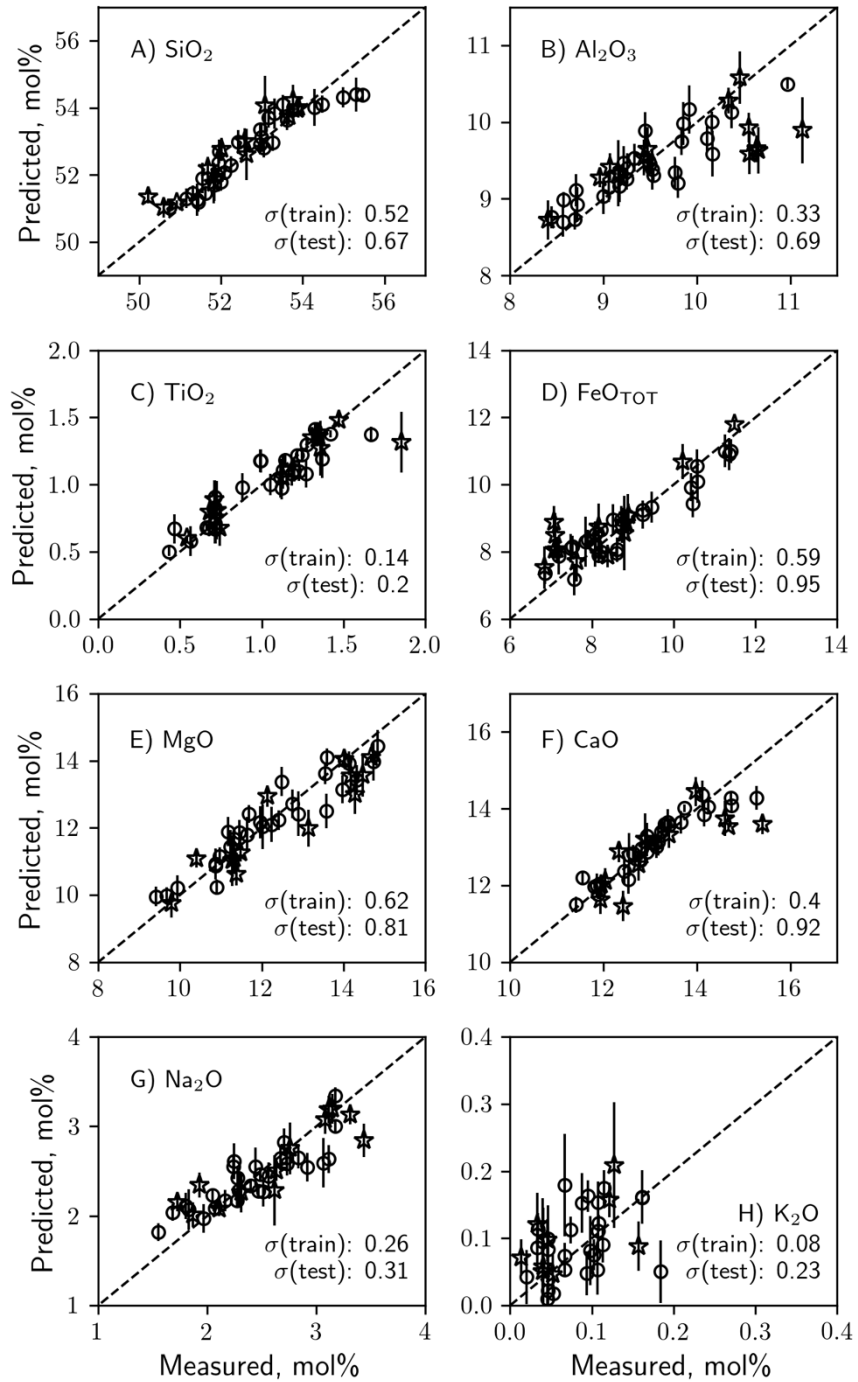 A) SiO₂
Predicted, mol%
57
55
53
51
50
52
54
56
σ(train): 0.52
σ(test): 0.67
B) Al₂O₃
11
10
9
8
8
9
10
11
σ(train): 0.33
σ(test): 0.69
C) TiO₂
Predicted, mol%
2.0
1.5
1.0
0.5
0.0
0.0
0.5
1.0
1.5
2.0
σ(train): 0.14
σ(test): 0.2
D) FeO_TOT
14
12
10
8
6
6
8
10
12
14
σ(train): 0.59
σ(test): 0.95
E) MgO
Predicted, mol%
16
14
12
10
8
8
10
12
14
16
σ(train): 0.62
σ(test): 0.81
F) CaO
16
14
12
10
10
12
14
16
σ(train): 0.4
σ(test): 0.92
G) Na₂O
Predicted, mol%
4
3
2
1
1
2
3
4
σ(train): 0.26
σ(test): 0.31
Measured, mol%
H) K₂O
0.4
0.3
0.2
0.1
0.0
0.0
0.1
0.2
0.3
0.4
σ(train): 0.08
σ(test): 0.23
Measured, mol%